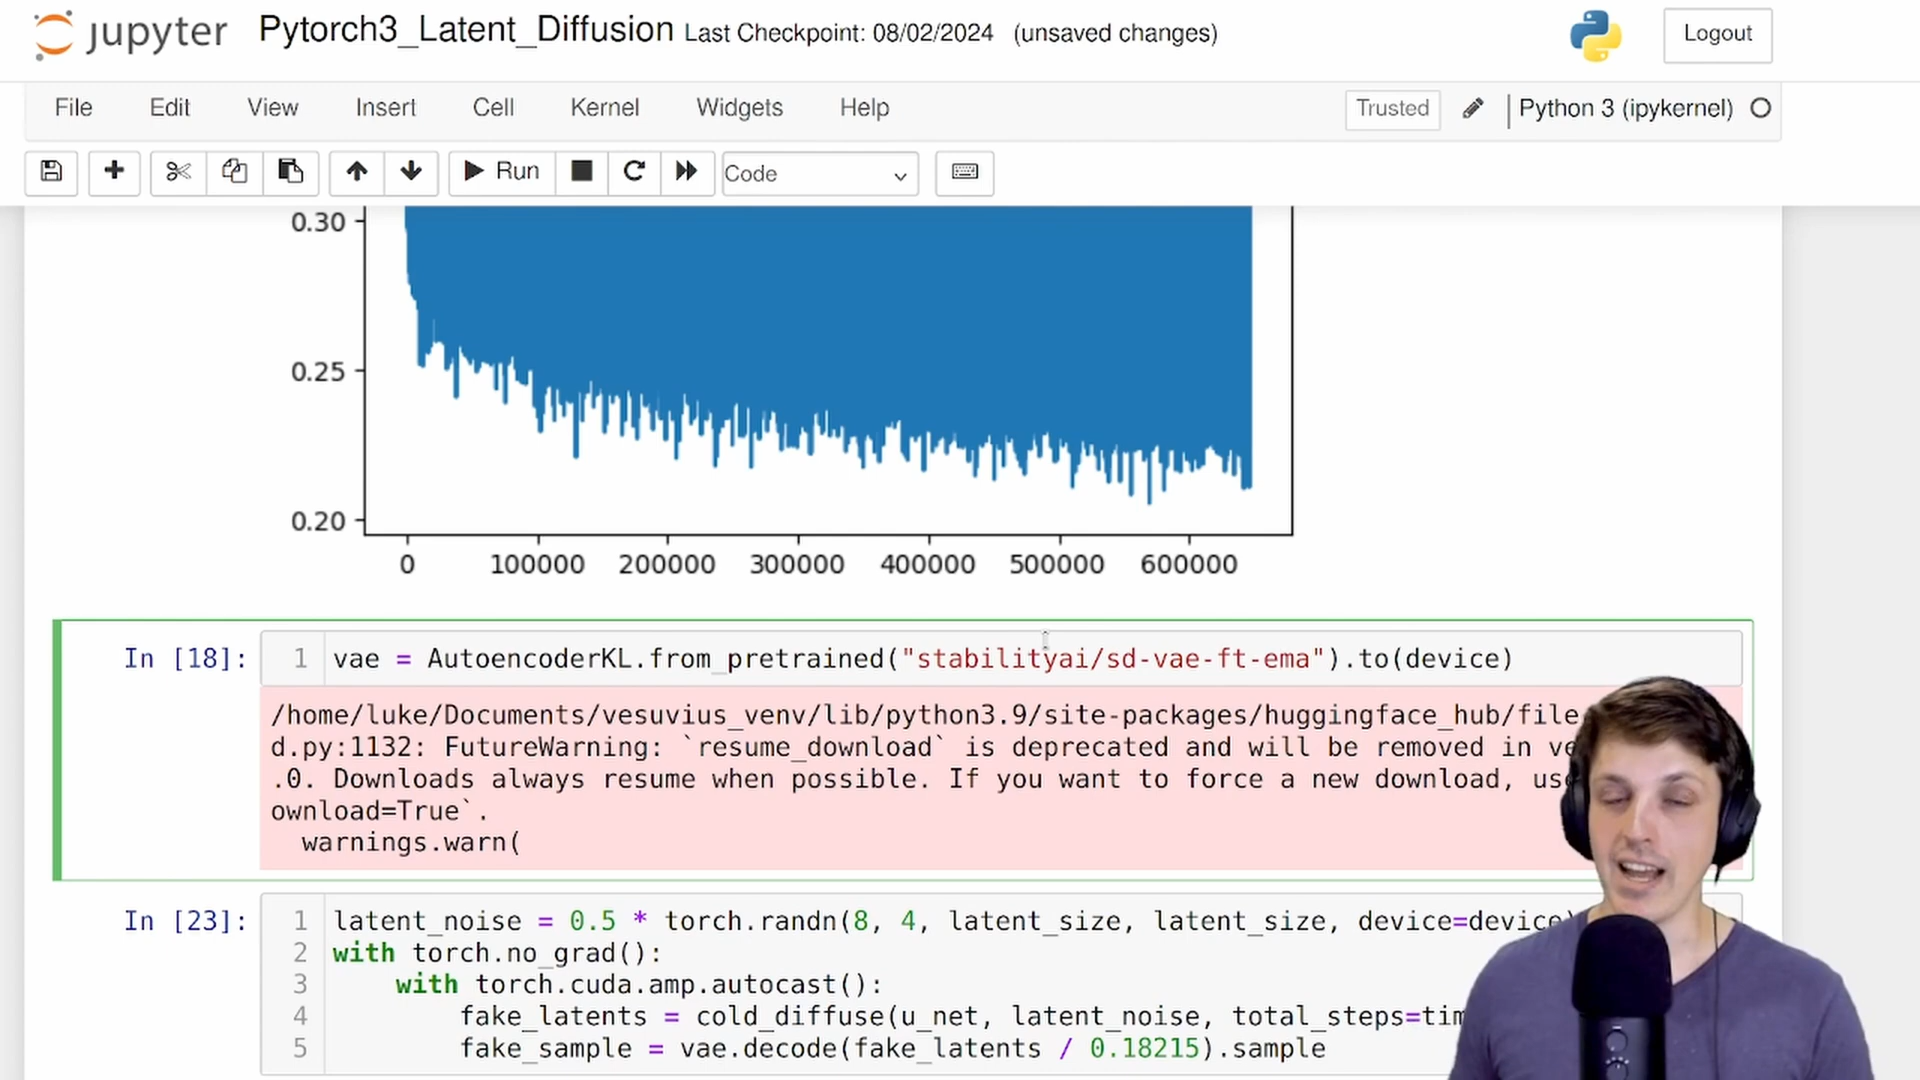 jupyter Pytorch3_Latent_Diffusion Last Checkpoint: 08/02/2024 (unsaved changes) Logout
File Edit View Insert Cell Kernel Widgets Help Trusted Python 3 (ipykernel)
Run Code
0.30
0.25
0.20
0 100000 200000 300000 400000 500000 600000
In [18]: 1 vae = AutoencoderKL.from_pretrained("stabilityai/sd-vae-ft-ema").to(device)
/home/luke/Documents/vesuvius_venv/lib/python3.9/site-packages/huggingface_hub/file
d.py:1132: FutureWarning: `resume_download` is deprecated and will be removed in ve
.0. Downloads always resume when possible. If you want to force a new download, use
ownload=True`.
warnings.warn(
In [23]: 1 latent_noise = 0.5 * torch.randn(8, 4, latent_size, latent_size, device=device)
2 with torch.no_grad():
3 with torch.cuda.amp.autocast():
4 fake_latents = cold_diffuse(u_net, latent_noise, total_steps=tim
5 fake_sample = vae.decode(fake_latents / 0.18215).sample